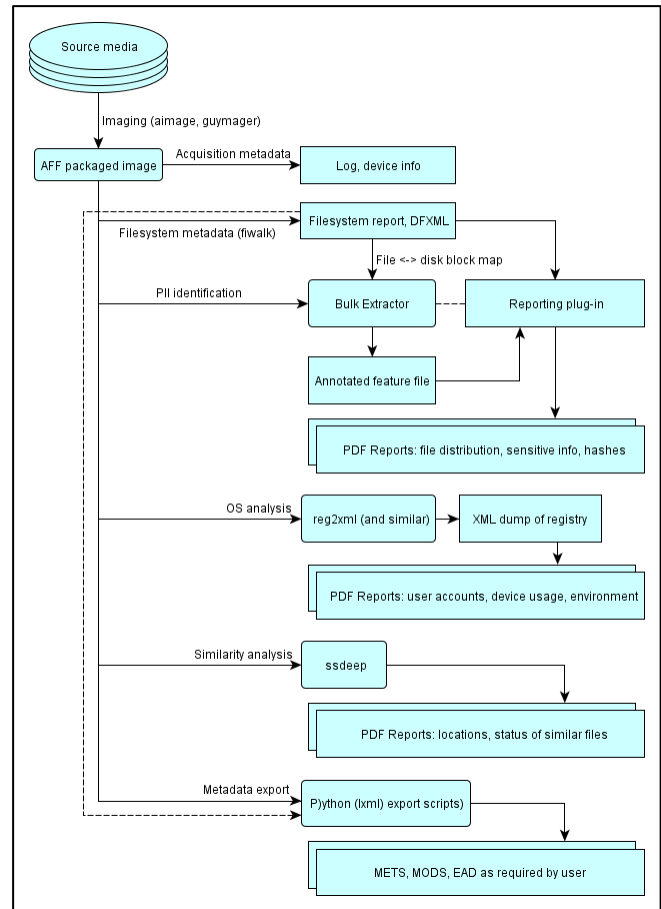 Source media
Imaging (aimage, guymager)
AFF packaged image
Acquisition metadata
Log, device info
Filesystem metadata (fiwalk)
Filesystem report, DFXML
File <-> disk block map
PII identification
Bulk Extractor
Reporting plug-in
Annotated feature file
PDF Reports: file distribution, sensitive info, hashes
OS analysis
reg2xml (and similar)
XML dump of registry
PDF Reports: user accounts, device usage, environment
Similarity analysis
ssdeep
PDF Reports: locations, status of similar files
Metadata export
P)ython (lxml) export scripts)
METS, MODS, EAD as required by user